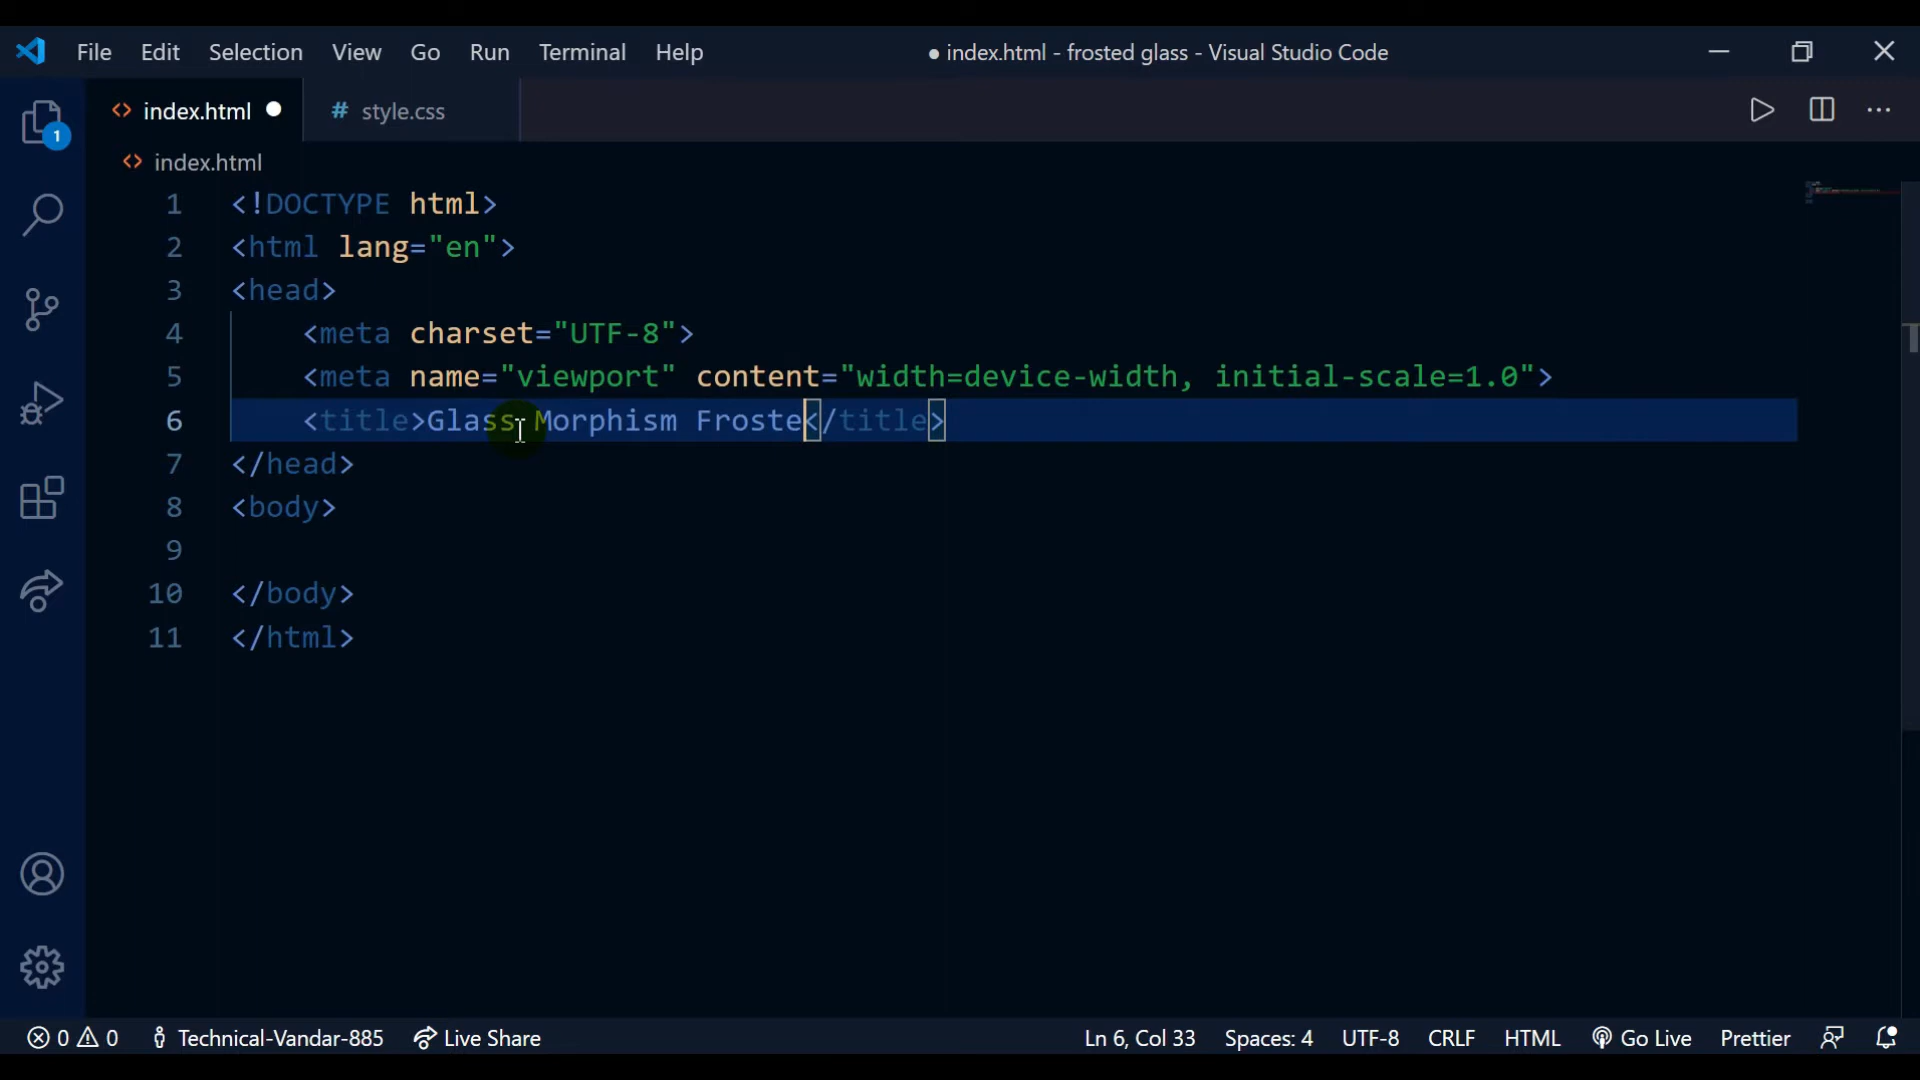 File Edit Selection View Go Run Terminal Help ● index.html - frosted glass - Visual Studio Code
<> index.html ● # style.css
1
<> index.html
1 <!DOCTYPE html>
2 <html lang="en">
3 <head>
4 <meta charset="UTF-8">
5 <meta name="viewport" content="width=device-width, initial-scale=1.0">
6 <title>Glass Morphism Froste</title>
7 </head>
8 <body>
9
10 </body>
11 </html>
0 0 Technical-Vandar-885 Live Share Ln 6, Col 33 Spaces: 4 UTF-8 CRLF HTML Go Live Prettier